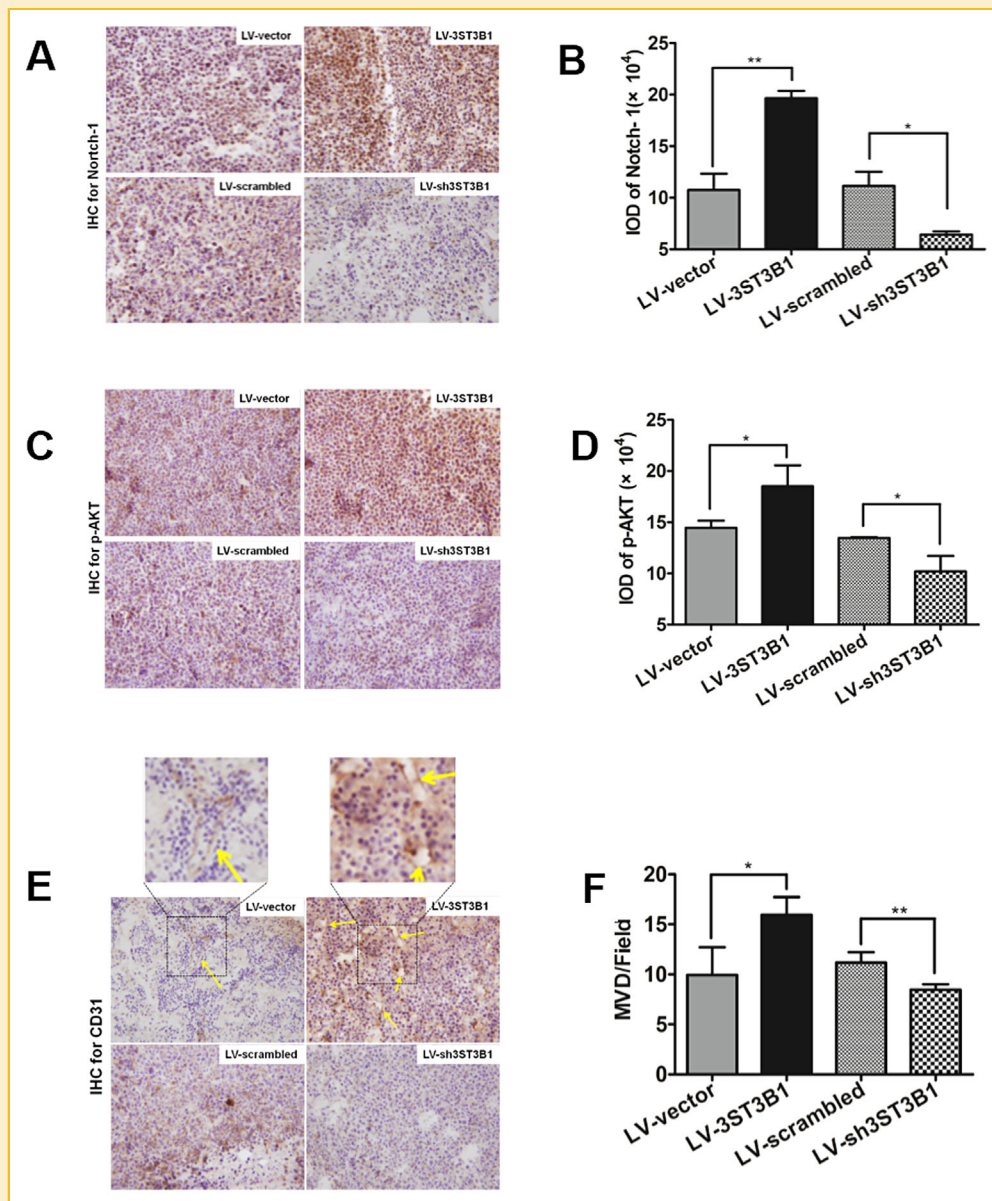 A
IHC for Nortch-1
LV-vector
LV-3ST3B1
LV-scrambled
LV-sh3ST3B1
B
IOD of Notch- 1(× 10⁴)
25
20
15
10
5
**
*
LV-vector
LV-3ST3B1
LV-scrambled
LV-sh3ST3B1
C
IHC for p-AKT
LV-vector
LV-3ST3B1
LV-scrambled
LV-sh3ST3B1
D
IOD of p-AKT (× 10⁴)
25
20
15
10
5
*
*
LV-vector
LV-3ST3B1
LV-scrambled
LV-sh3ST3B1
E
IHC for CD31
LV-vector
LV-3ST3B1
LV-scrambled
LV-sh3ST3B1
F
MVD/Field
20
15
10
5
0
*
**
LV-vector
LV-3ST3B1
LV-scrambled
LV-sh3ST3B1